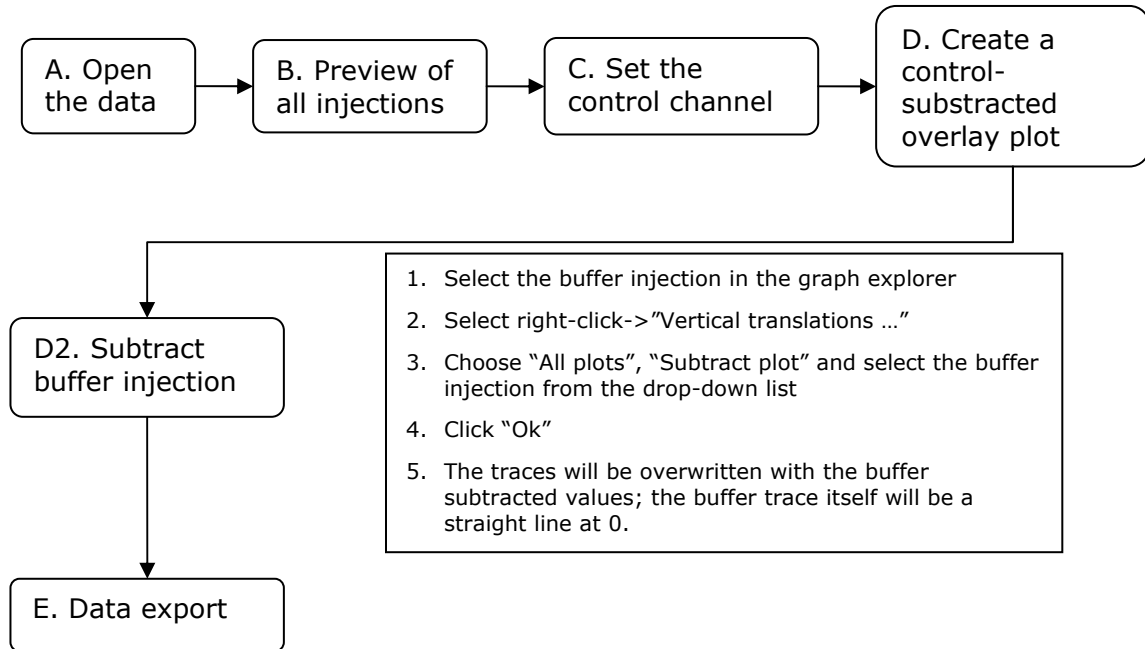 A. Open
the data
B. Preview of
all injections
C. Set the
control channel
D. Create a
control-
substracted
overlay plot
D2. Subtract
buffer injection
1. Select the buffer injection in the graph explorer
2. Select right-click->”Vertical translations …”
3. Choose “All plots”, “Subtract plot” and select the buffer
injection from the drop-down list
4. Click “Ok”
5. The traces will be overwritten with the buffer
subtracted values; the buffer trace itself will be a
straight line at 0.
E. Data export